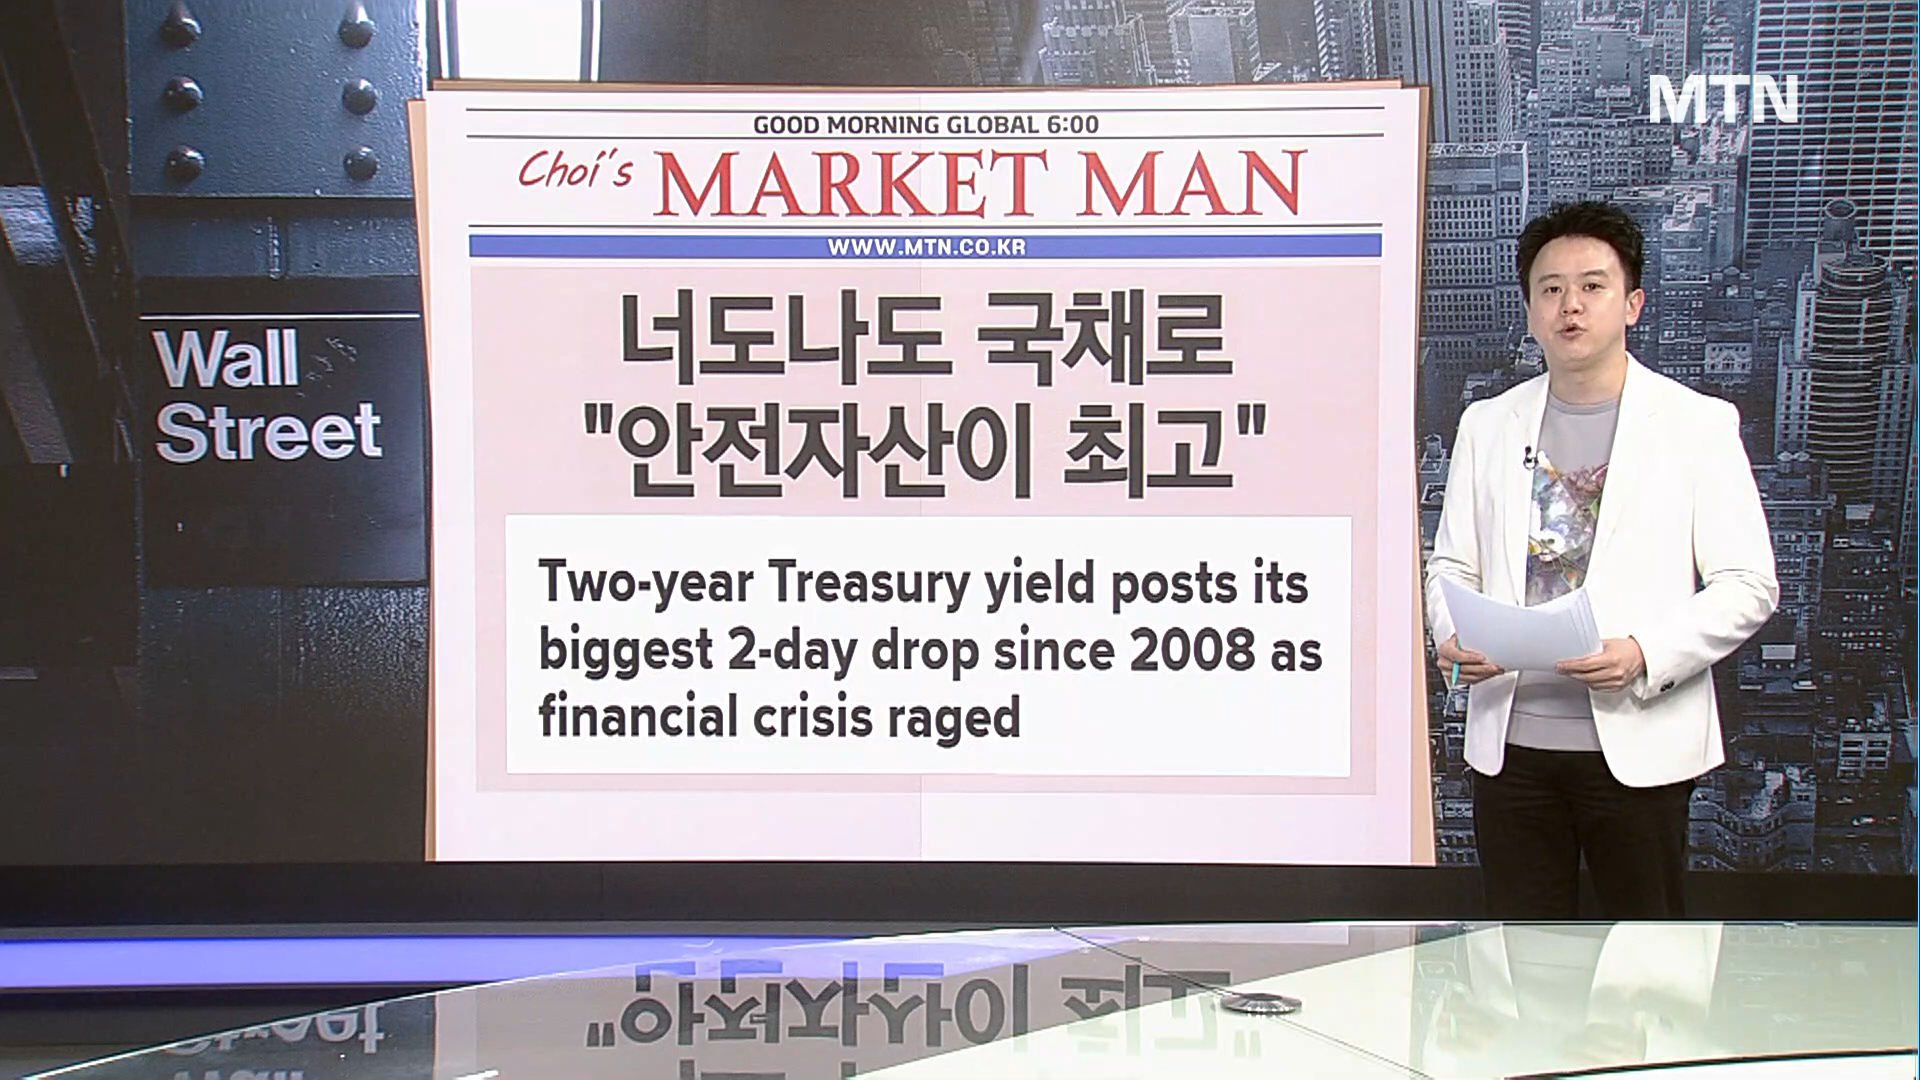 MTN
GOOD MORNING GLOBAL 6:00
Choi's MARKET MAN
WWW.MTN.CO.KR
너도나도 국채로
"안전자산이 최고"
Two-year Treasury yield posts its
biggest 2-day drop since 2008 as
financial crisis raged
Wall
Street